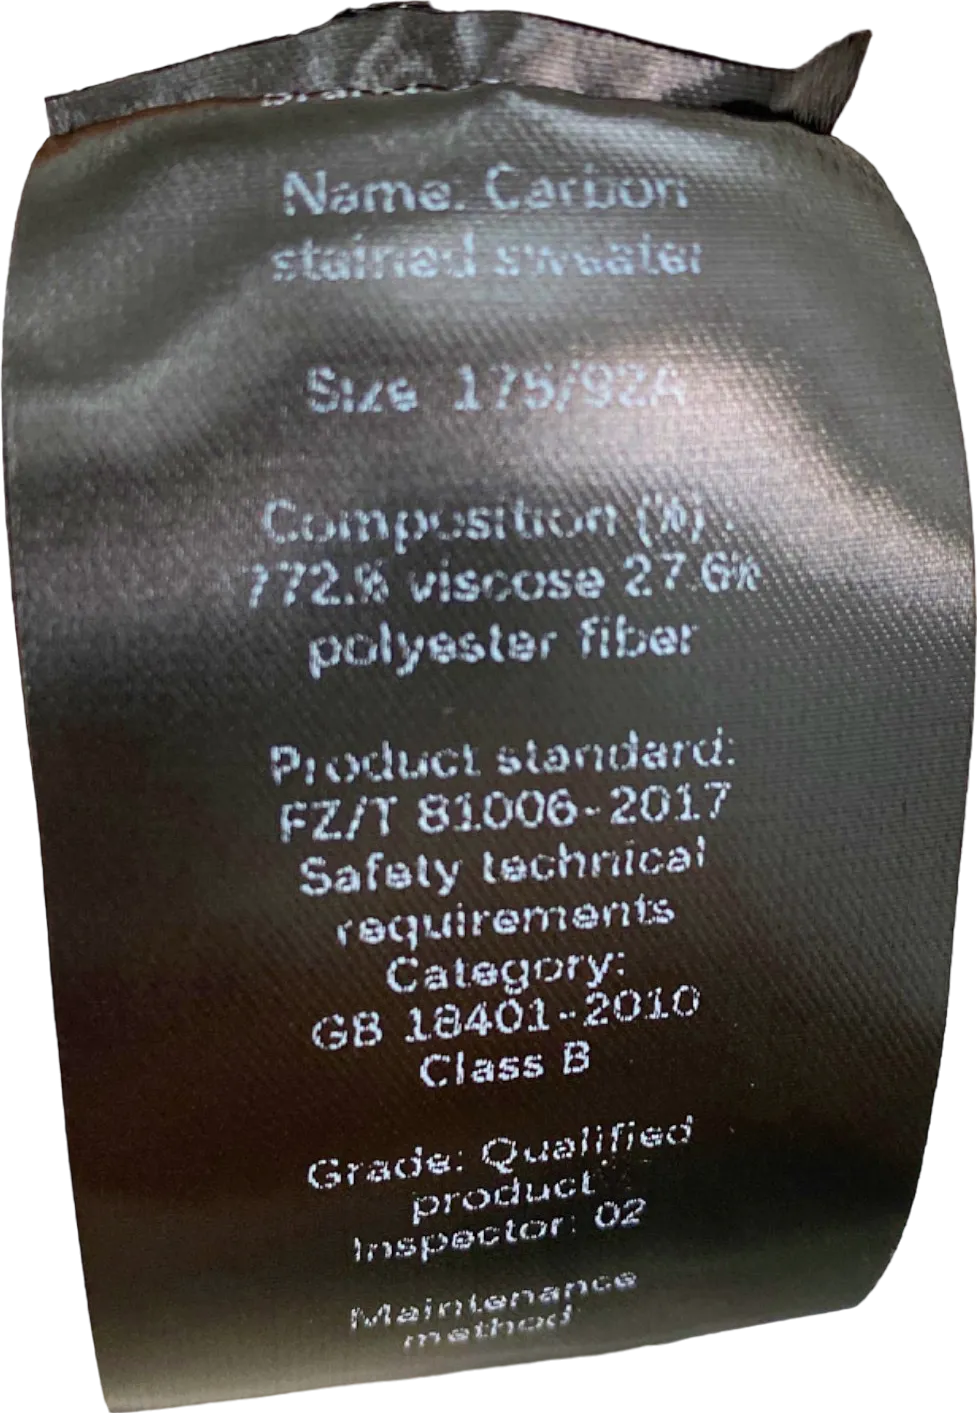 Name: Carbon
stained sweater
Size 175/92A
Composition (%) :
772.% viscose 27.6%
polyester fiber
Product standard:
FZ/T 81006-2017
Safety technical
requirements
Category:
GB 18401-2010
Class B
Grade: Qualified
product
Inspector: 02
Maintenance
method